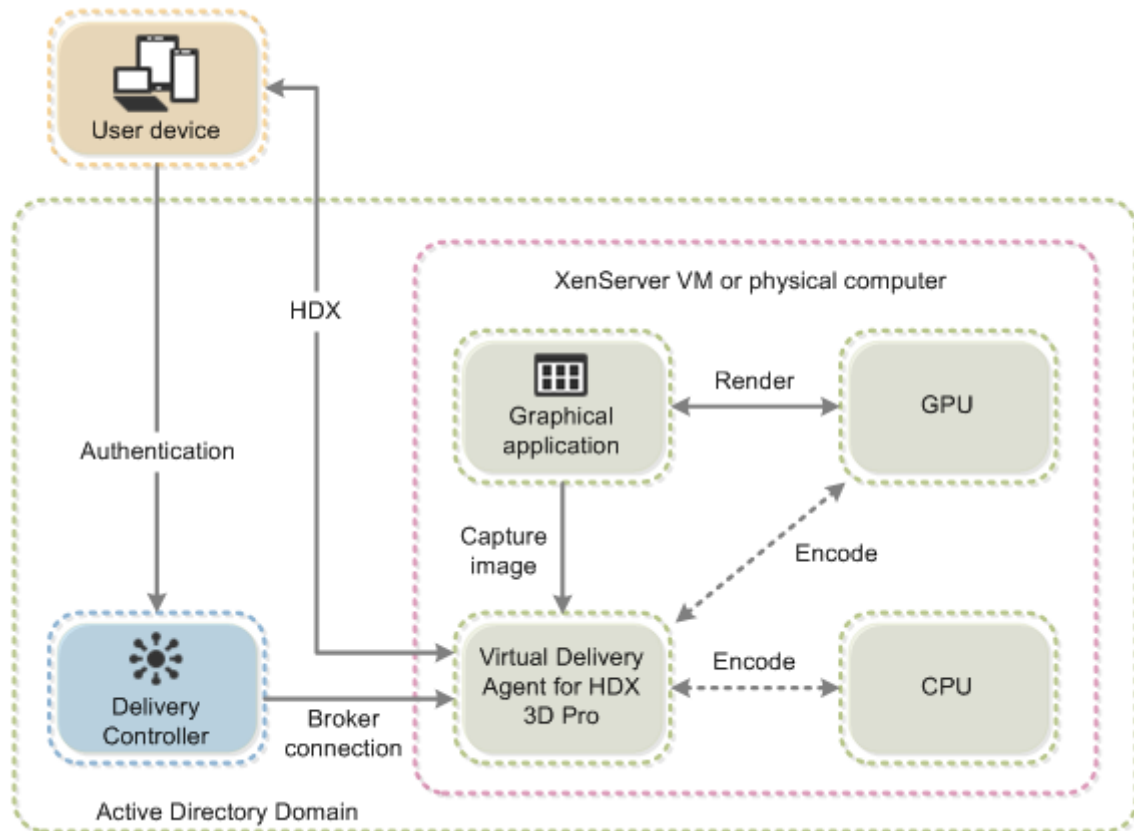 User device
XenServer VM or physical computer
HDX
Render
Graphical
application
GPU
Authentication
Capture
image
Encode
Virtual Delivery
Agent for HDX
3D Pro
Encode
CPU
Delivery
Controller
Broker
connection
Active Directory Domain